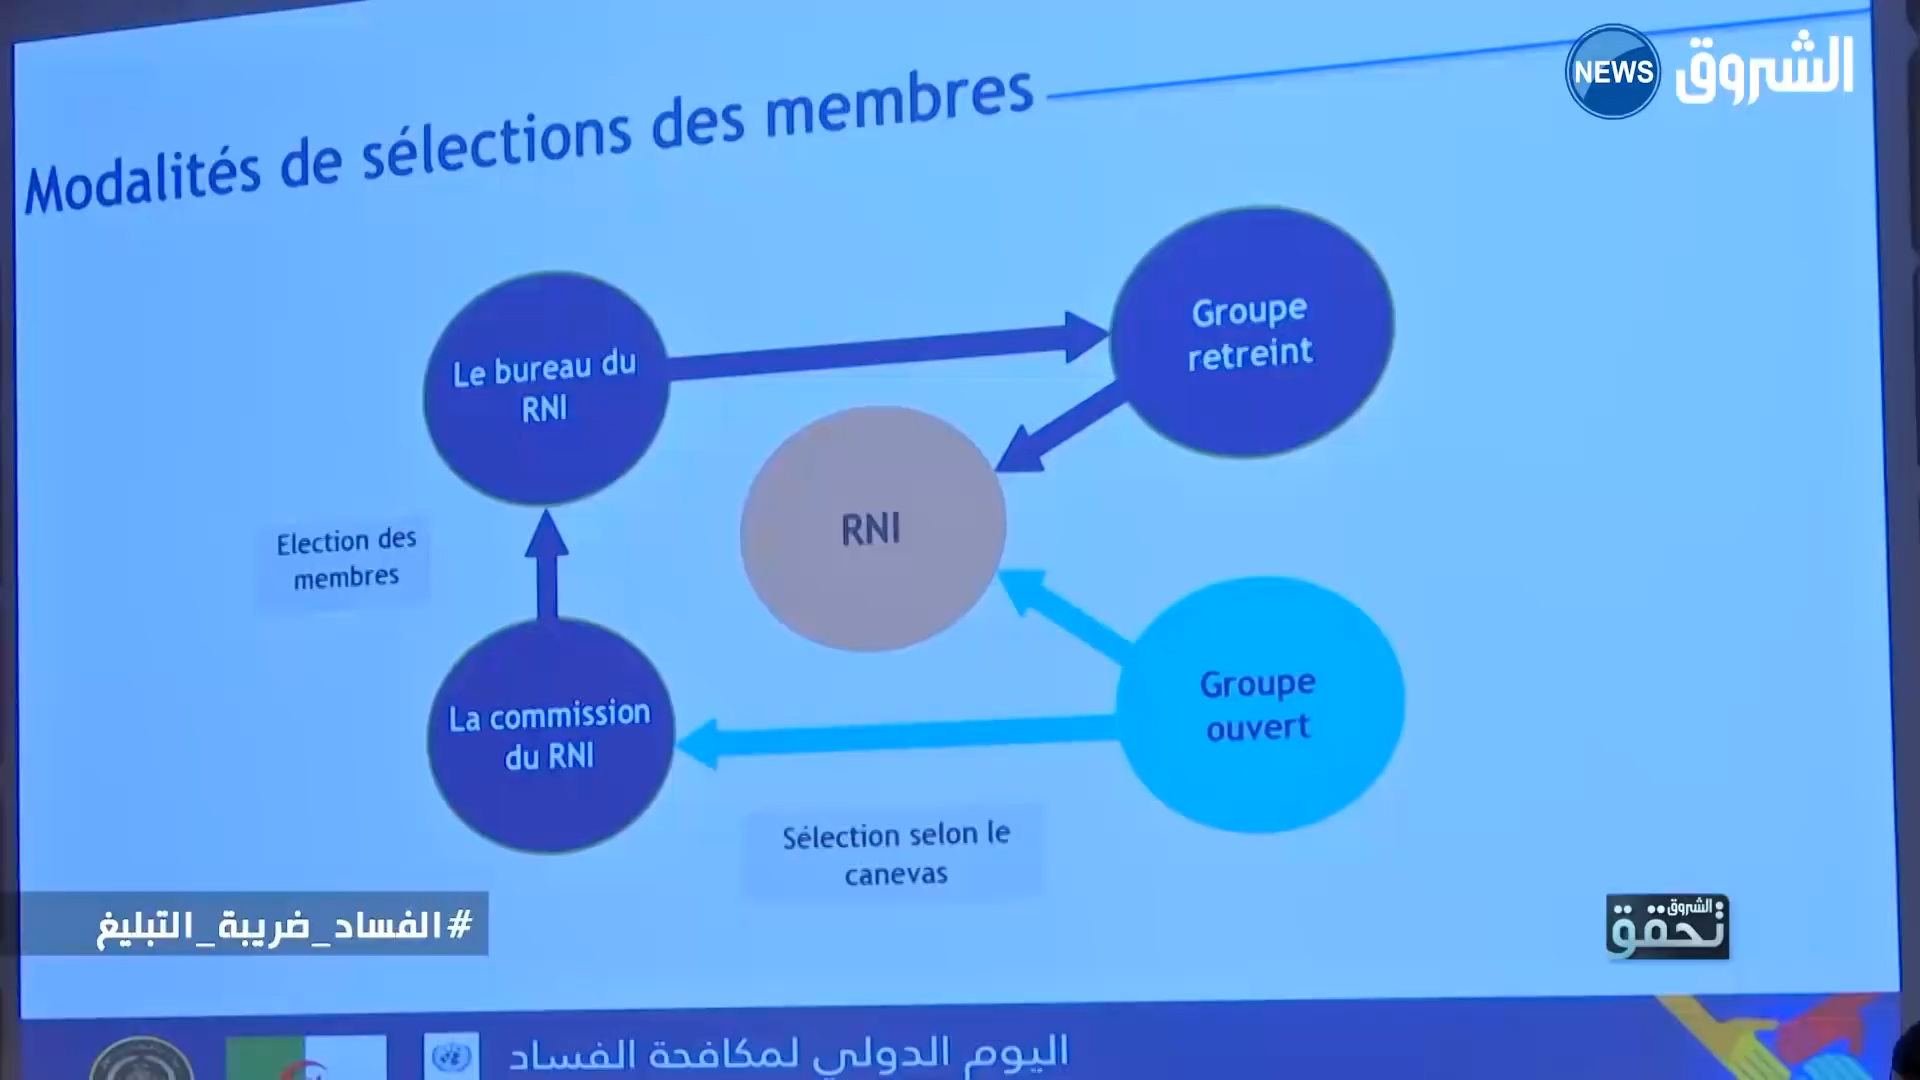 NEWS الشروق
Modalités de sélections des membres
Groupe
retreint
Le bureau du
RNI
RNI
Election des
membres
Groupe
ouvert
La commission
du RNI
Sélection selon le
canevas
#الفساد_ضريبة_التبليغ
الشروق
تحقق
اليوم الدولي لمكافحة الفساد